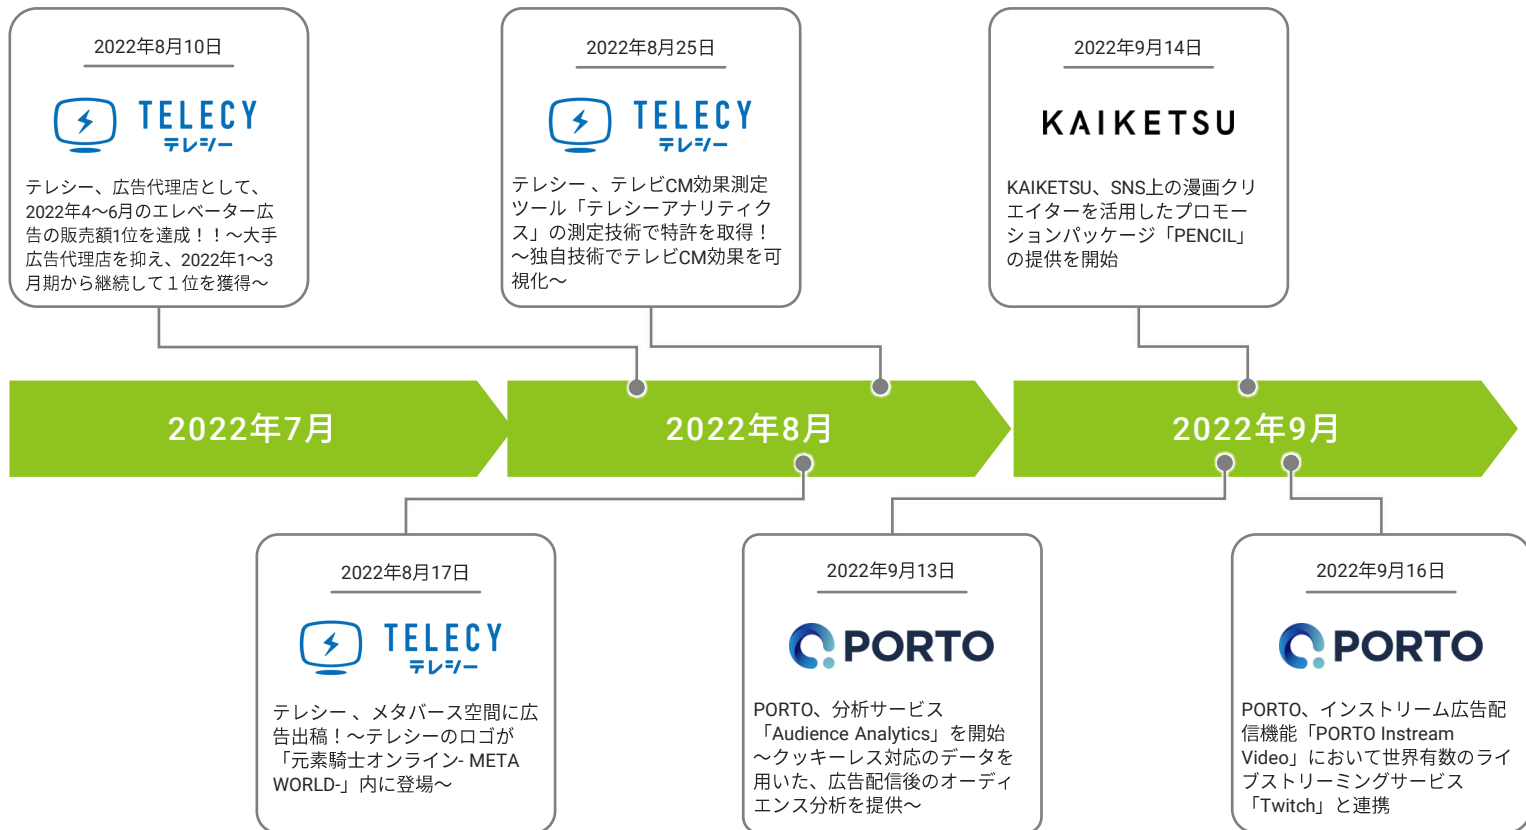 2022年8月10日
TELECY
テレシー
テレシー、広告代理店として、
2022年4〜6月のエレベーター広
告の販売額1位を達成！！〜大手
広告代理店を抑え、2022年1〜3
月期から継続して１位を獲得〜
2022年8月25日
TELECY
テレシー
テレシー 、テレビCM効果測定
ツール「テレシーアナリティク
ス」の測定技術で特許を取得！
〜独自技術でテレビCM効果を可
視化〜
2022年9月14日
KAIKETSU
KAIKETSU、SNS上の漫画クリ
エイターを活用したプロモー
ションパッケージ「PENCIL」
の提供を開始
2022年7月
2022年8月
2022年9月
2022年8月17日
TELECY
テレシー
テレシー 、メタバース空間に広
告出稿！〜テレシーのロゴが
「元素騎士オンライン- META
WORLD-」内に登場〜
2022年9月13日
PORTO
PORTO、分析サービス
「Audience Analytics」を開始
〜クッキーレス対応のデータを
用いた、広告配信後のオーディ
エンス分析を提供〜
2022年9月16日
PORTO
PORTO、インストリーム広告配
信機能「PORTO Instream
Video」において世界有数のライ
ブストリーミングサービス
「Twitch」と連携